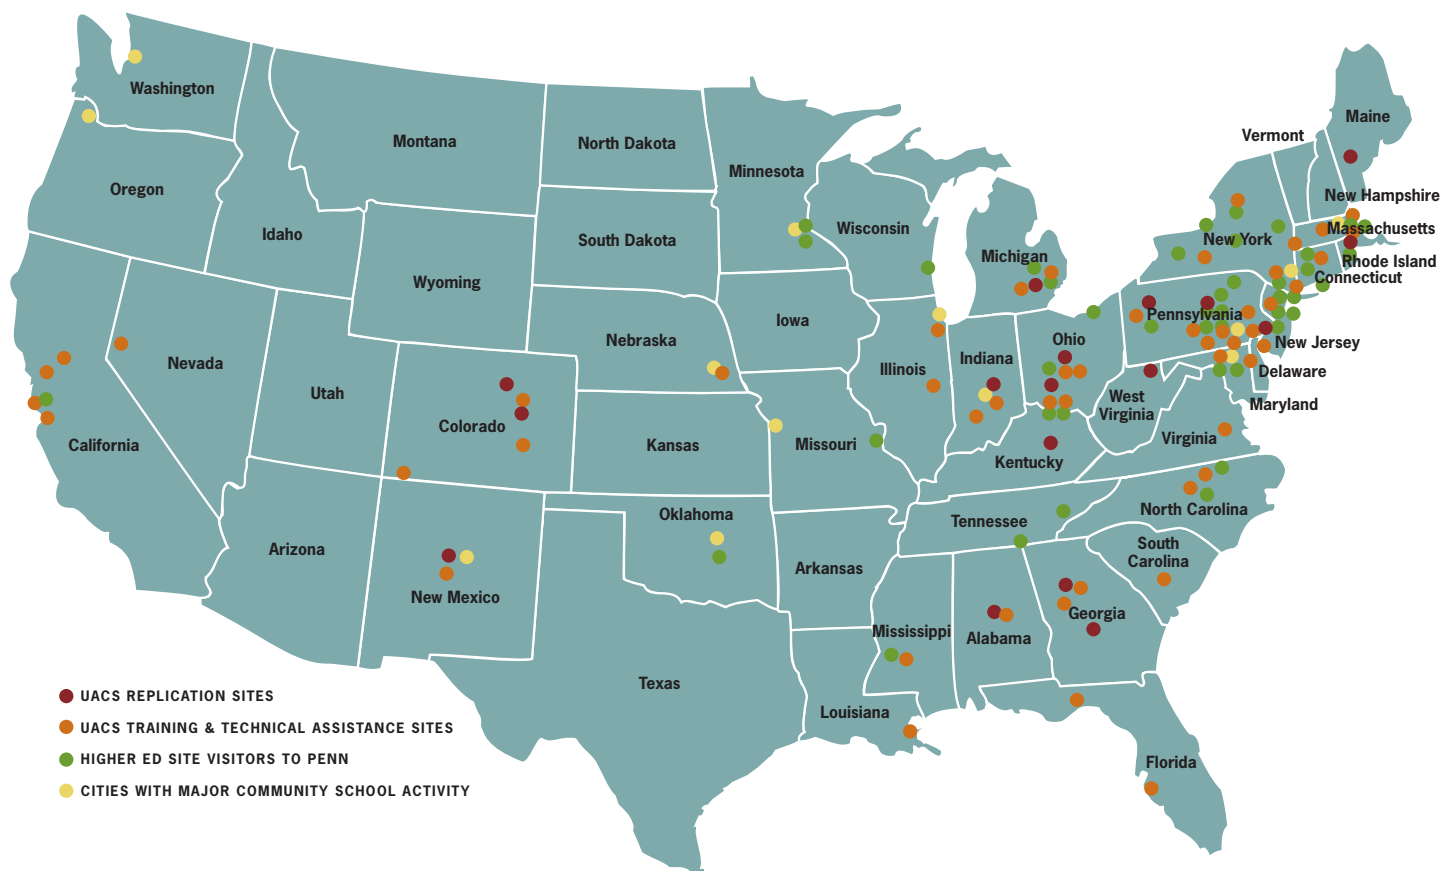 Washington
Montana
North Dakota
Minnesota
Vermont
Maine
Oregon
Idaho
Wyoming
South Dakota
Wisconsin
Michigan
New York
New Hampshire
Massachusetts
Rhode Island
Connecticut
Nebraska
Iowa
Illinois
Indiana
Ohio
Pennsylvania
New Jersey
Delaware
Maryland
Nevada
Utah
Colorado
Kansas
Missouri
Kentucky
West
Virginia
Virginia
California
Arizona
New Mexico
Oklahoma
Arkansas
Tennessee
North Carolina
South
Carolina
Texas
Louisiana
Mississippi
Alabama
Georgia
Florida
UACS REPLICATION SITES
UACS TRAINING & TECHNICAL ASSISTANCE SITES
HIGHER ED SITE VISITORS TO PENN
CITIES WITH MAJOR COMMUNITY SCHOOL ACTIVITY